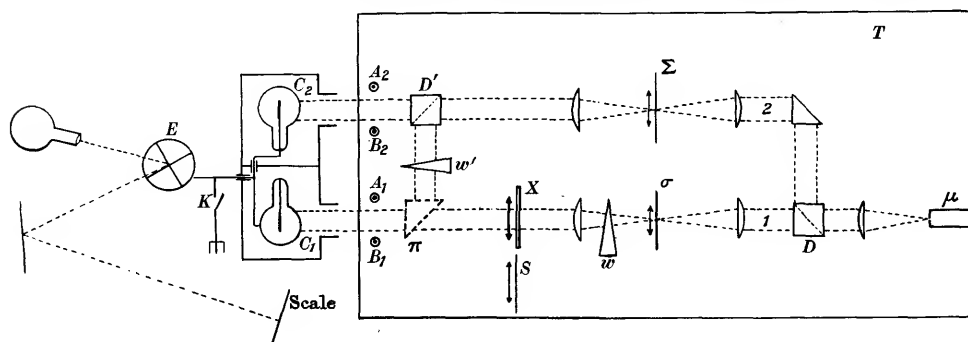 T
A₂
C₂
D'
Σ
2
E
B₂
w'
A₁
X
σ
μ
K
C₁
π
1
B₁
S
w
D
Scale